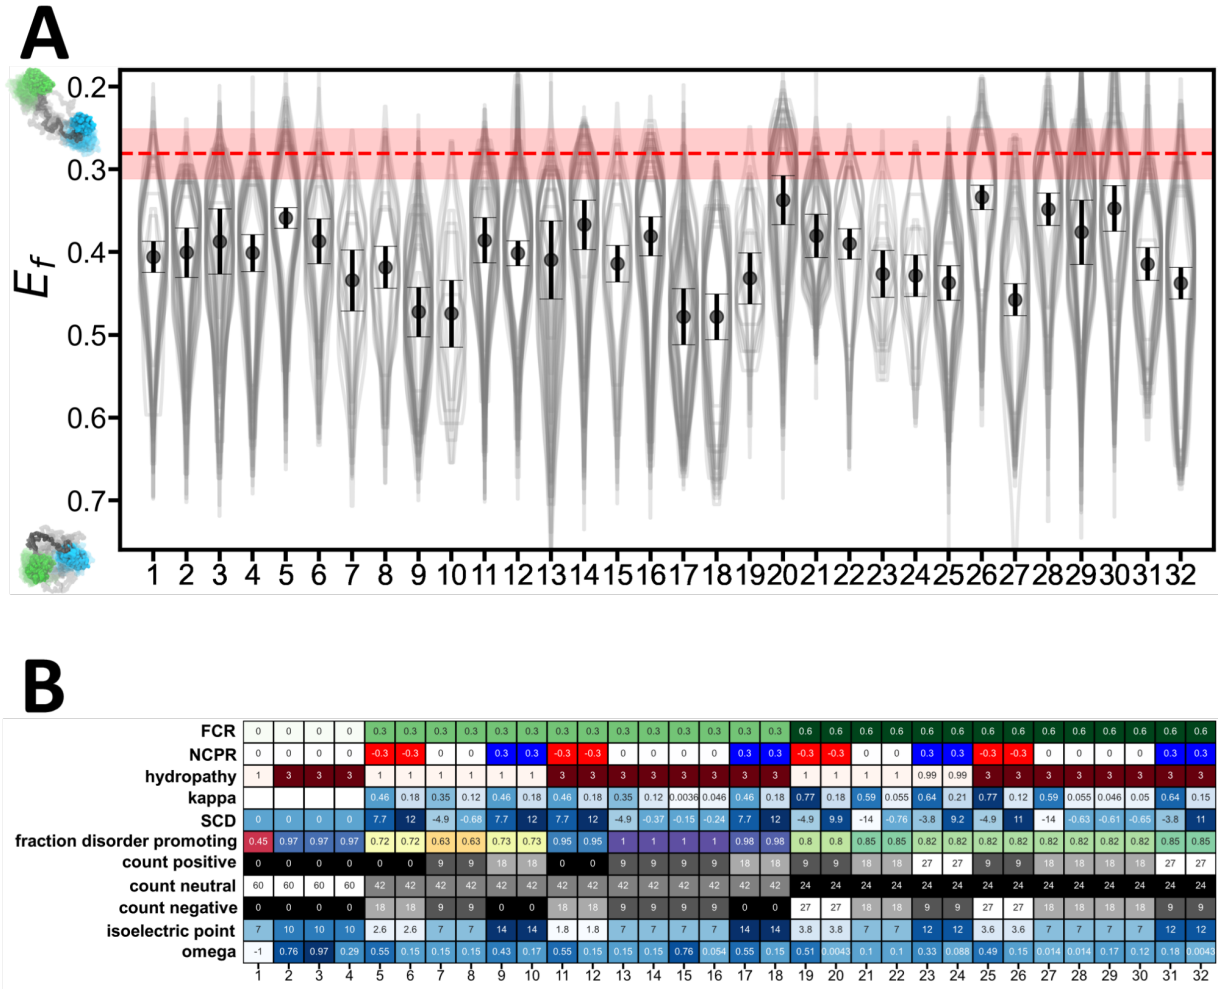 A
0.2
0.3
0.4
0.5
0.6
0.7
E_f
1 2 3 4 5 6 7 8 9 10 11 12 13 14 15 16 17 18 19 20 21 22 23 24 25 26 27 28 29 30 31 32
B
FCR 0 0 0 0 0.3 0.3 0.3 0.3 0.3 0.3 0.3 0.3 0.3 0.3 0.3 0.3 0.3 0.3 0.6 0.6 0.6 0.6 0.6 0.6 0.6 0.6 0.6 0.6 0.6 0.6 0.6 0.6
NCPR 0 0 0 0 -0.3 -0.3 0 0 0.3 0.3 -0.3 -0.3 0 0 0 0 0.3 0.3 -0.3 -0.3 0 0 0.3 0.3 -0.3 -0.3 0 0 0 0 0.3 0.3
hydropathy 1 3 3 3 1 1 1 1 1 1 3 3 3 3 3 3 3 3 1 1 1 1 0.99 0.99 3 3 3 3 3 3 3 3
kappa 0.46 0.18 0.35 0.12 0.46 0.18 0.46 0.18 0.35 0.12 0.0036 0.046 0.46 0.18 0.77 0.18 0.59 0.055 0.64 0.21 0.77 0.12 0.59 0.055 0.046 0.05 0.64 0.15
SCD 0 0 0 0 7.7 12 -4.9 -0.68 7.7 12 7.7 12 -4.9 -0.37 -0.15 -0.24 7.7 12 -4.9 9.9 -14 -0.76 -3.8 9.2 -4.9 11 -14 -0.63 -0.61 -0.65 -3.8 11
fraction disorder promoting 0.45 0.97 0.97 0.97 0.72 0.72 0.63 0.63 0.73 0.73 0.95 0.95 1 1 1 1 0.98 0.98 0.8 0.8 0.85 0.85 0.82 0.82 0.82 0.82 0.82 0.82 0.82 0.82 0.85 0.85
count positive 0 0 0 0 0 0 9 9 18 18 0 0 9 9 9 9 18 18 9 9 18 18 27 27 9 9 18 18 18 18 27 27
count neutral 60 60 60 60 42 42 42 42 42 42 42 42 42 42 42 42 42 42 24 24 24 24 24 24 24 24 24 24 24 24 24 24
count negative 0 0 0 0 18 18 9 9 0 0 18 18 9 9 9 9 0 0 27 27 18 18 9 9 27 27 18 18 18 18 9 9
isoelectric point 7 10 10 10 2.6 2.6 7 7 14 14 1.8 1.8 7 7 7 7 14 14 3.8 3.8 7 7 12 12 3.6 3.6 7 7 7 7 12 12
omega -1 0.76 0.97 0.29 0.55 0.15 0.15 0.15 0.43 0.17 0.55 0.15 0.55 0.15 0.76 0.054 0.55 0.15 0.51 0.0043 0.1 0.1 0.33 0.088 0.49 0.15 0.014 0.014 0.17 0.12 0.18 0.0043
1 2 3 4 5 6 7 8 9 10 11 12 13 14 15 16 17 18 19 20 21 22 23 24 25 26 27 28 29 30 31 32